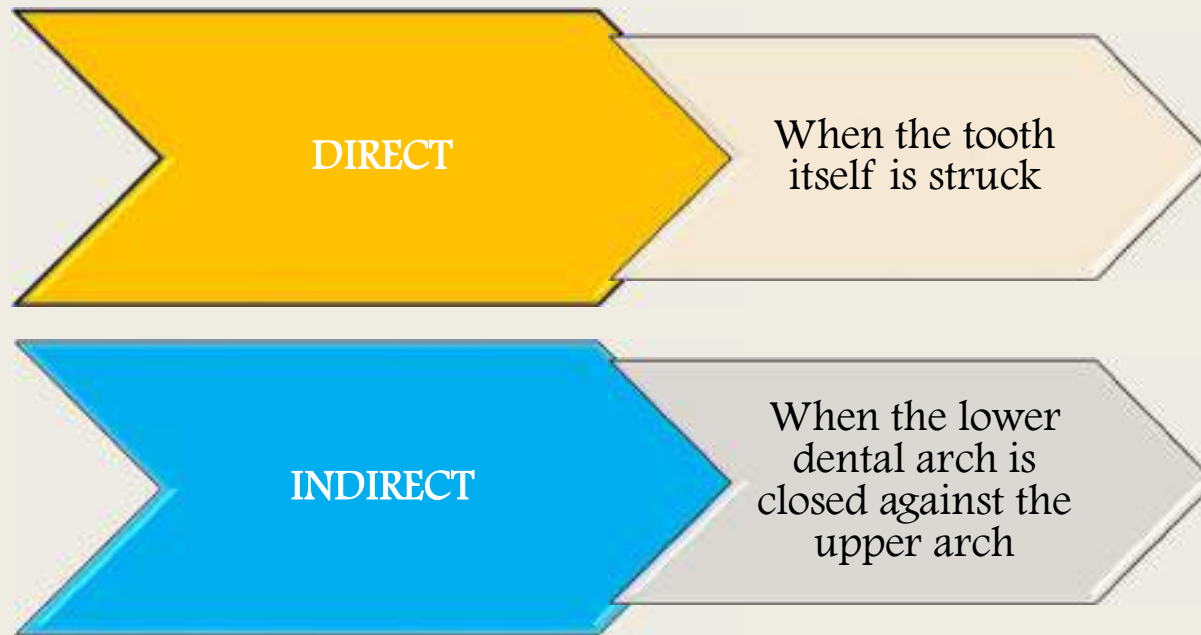 DIRECT
When the tooth
itself is struck
INDIRECT
When the lower
dental arch is
closed against the
upper arch